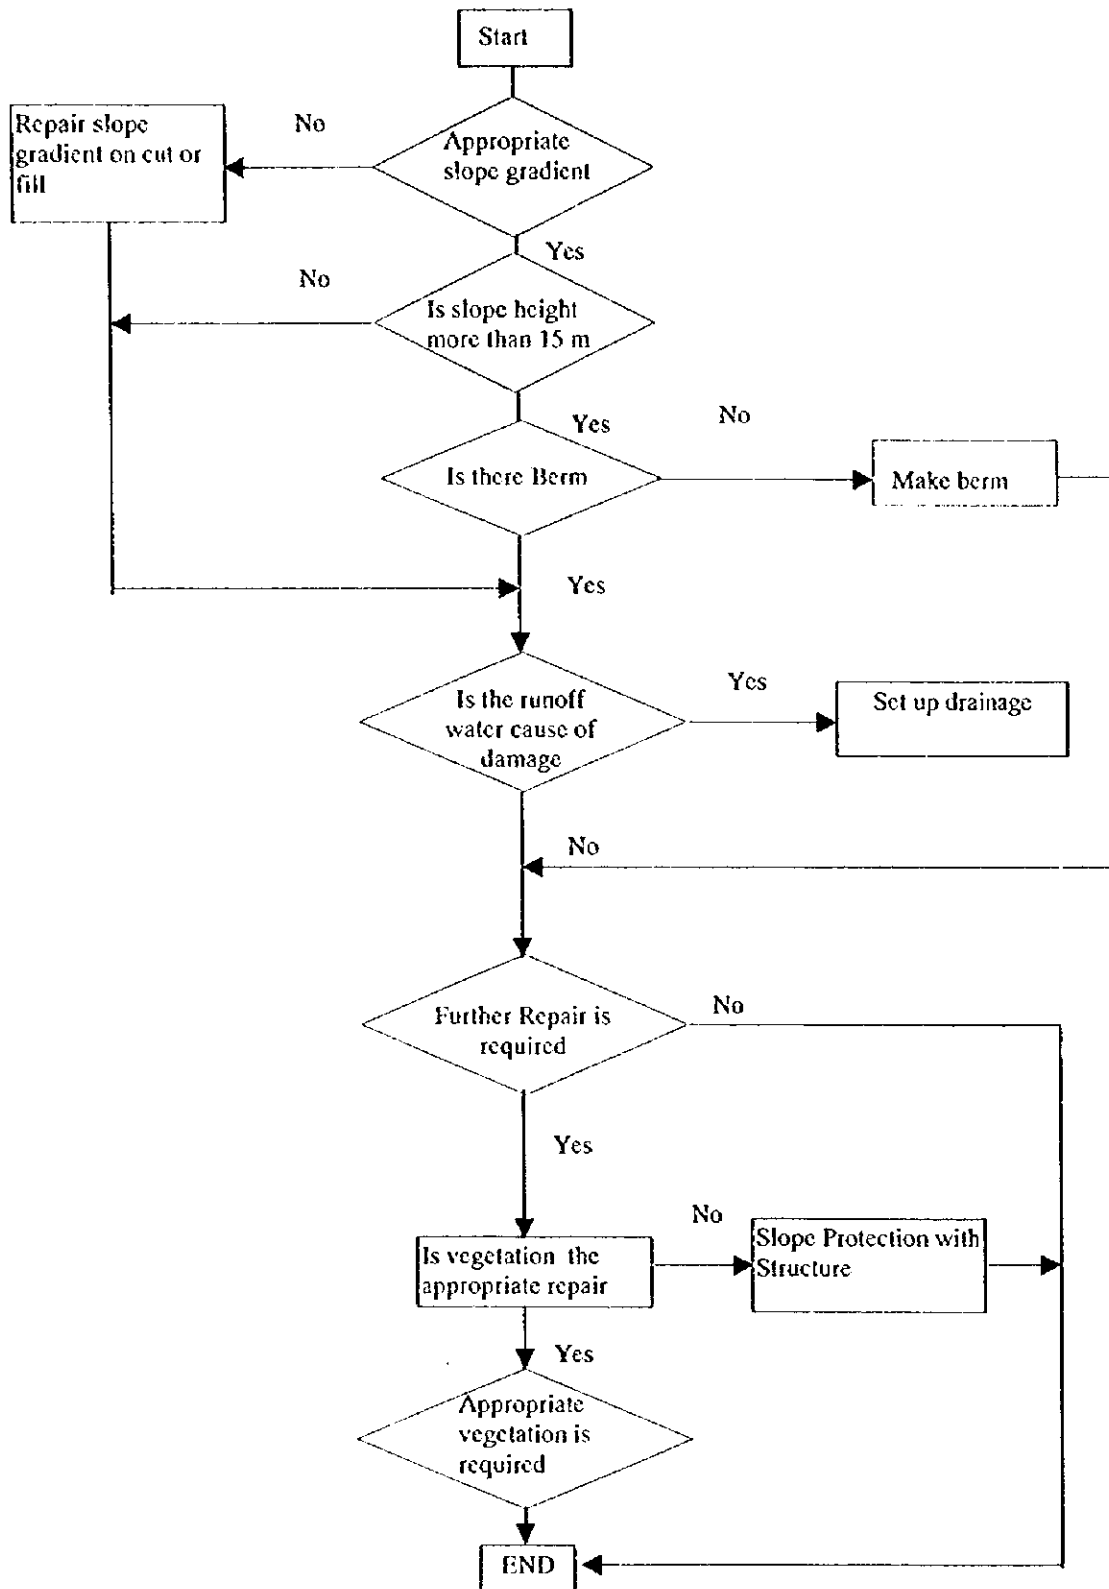 Start
No
Repair slope
gradient on cut or
fill
Appropriate
slope gradient
Yes
No
Is slope height
more than 15 m
Yes
No
Is there Berm
Make berm
Yes
Is the runoff
water cause of
damage
Yes
Set up drainage
No
Further Repair is
required
No
Yes
Is vegetation the
appropriate repair
No
Slope Protection with
Structure
Yes
Appropriate
vegetation is
required
END